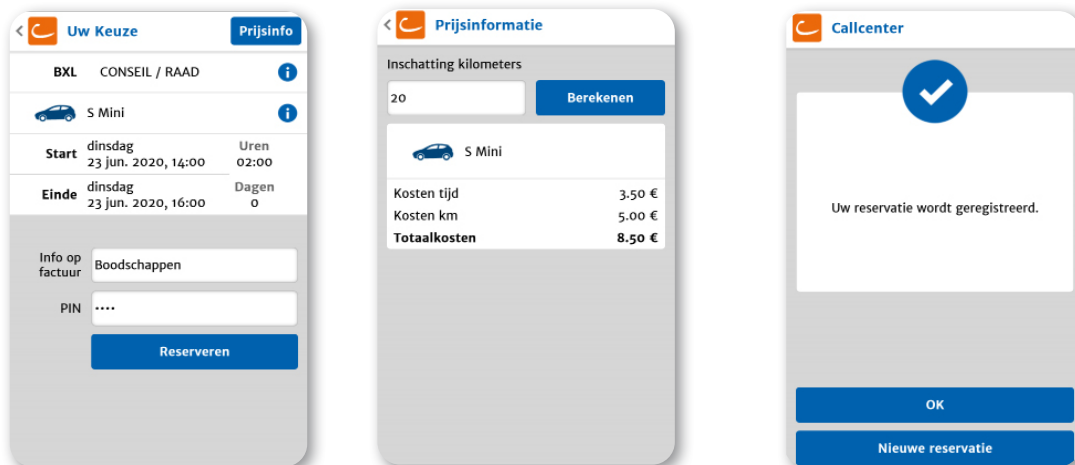 Uw Keuze
Prijsinfo
BXL CONSEIL / RAAD
S Mini
Start dinsdag
23 jun. 2020, 14:00
Uren
02:00
Einde dinsdag
23 jun. 2020, 16:00
Dagen
0
Info op
factuur
Boodschappen
PIN ····
Reserveren
Prijsinformatie
Inschatting kilometers
20
Berekenen
S Mini
Kosten tijd 3.50 €
Kosten km 5.00 €
Totaalkosten 8.50 €
Callcenter
Uw reservatie wordt geregistreerd.
OK
Nieuwe reservatie